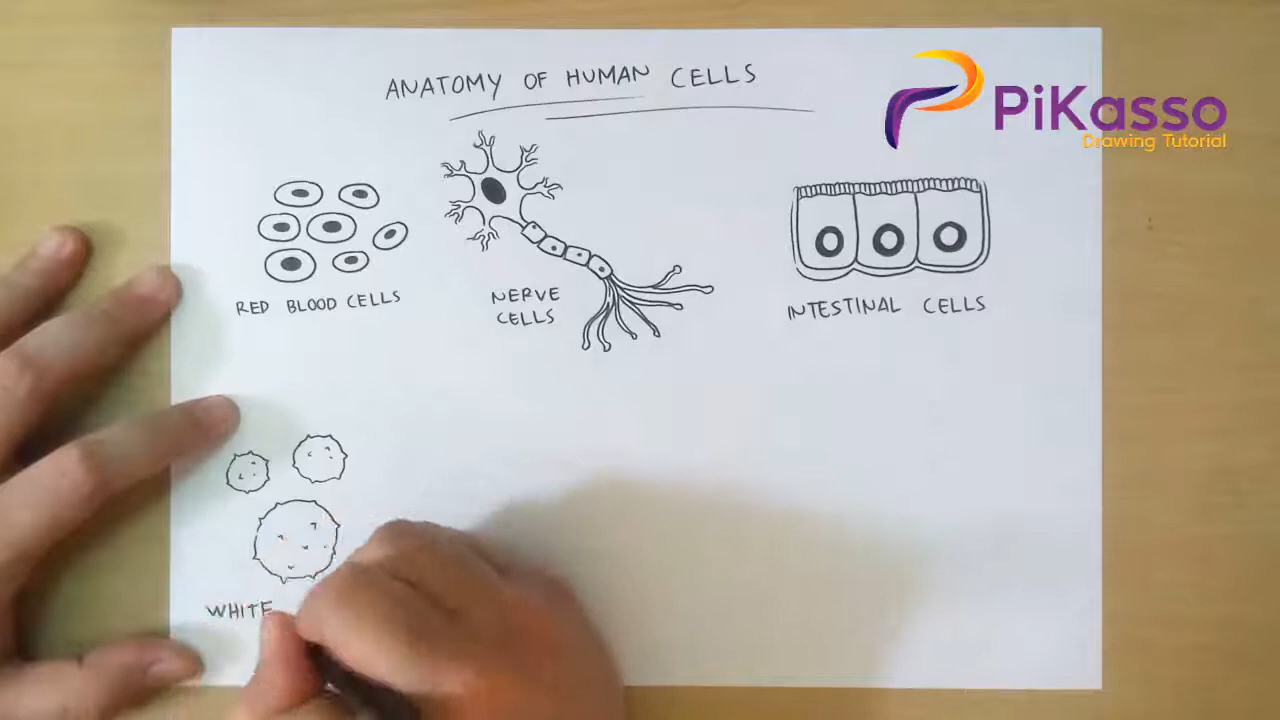 ANATOMY OF HUMAN CELLS
PiKasso
Drawing Tutorial
RED BLOOD CELLS
NERVE
CELLS
INTESTINAL CELLS
WHITE